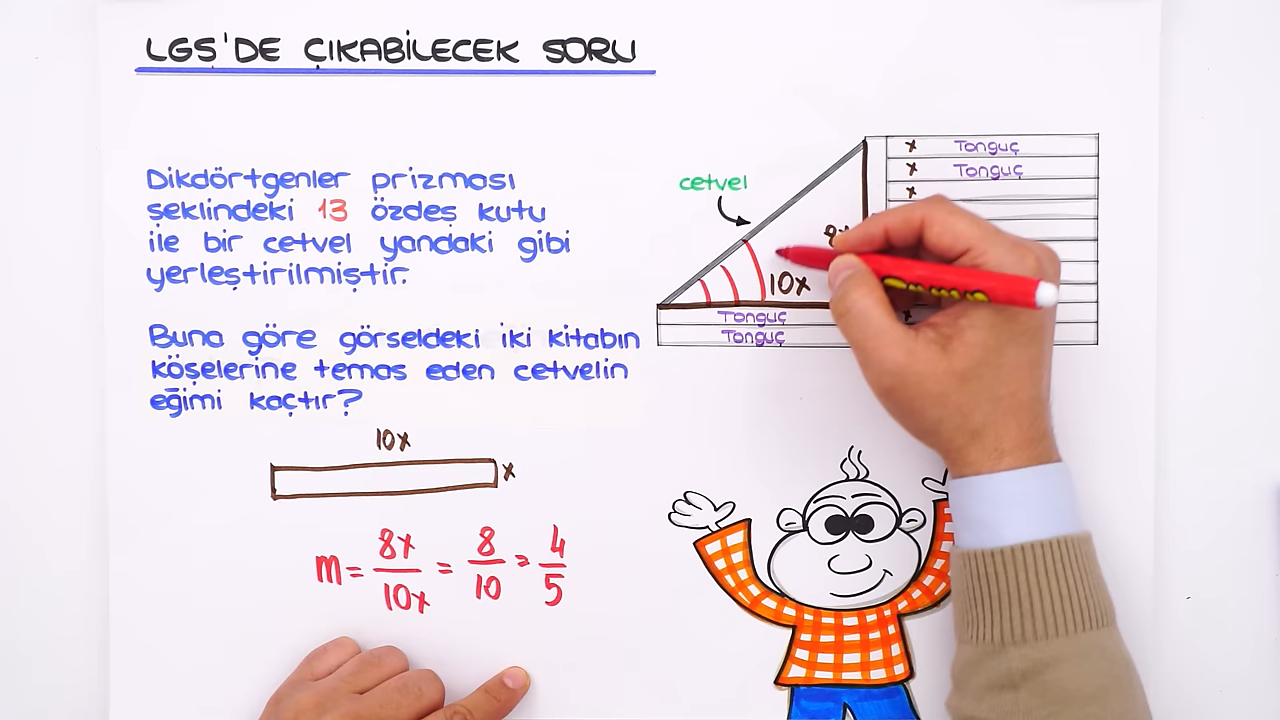 LGS'DE ÇIKABİLECEK SORU
Dikdörtgenler prizması
şeklindeki 13 özdeş kutu
ile bir cetvel yandaki gibi
yerleştirilmiştir.
Buna göre görseldeki iki kitabın
köşelerine temas eden cetvelin
eğimi kaçtır?
10x
x
m = 8x/10x = 8/10 = 4/5
cetvel
10x
x Tonguç
x Tonguç
x
x
Tonguç
Tonguç